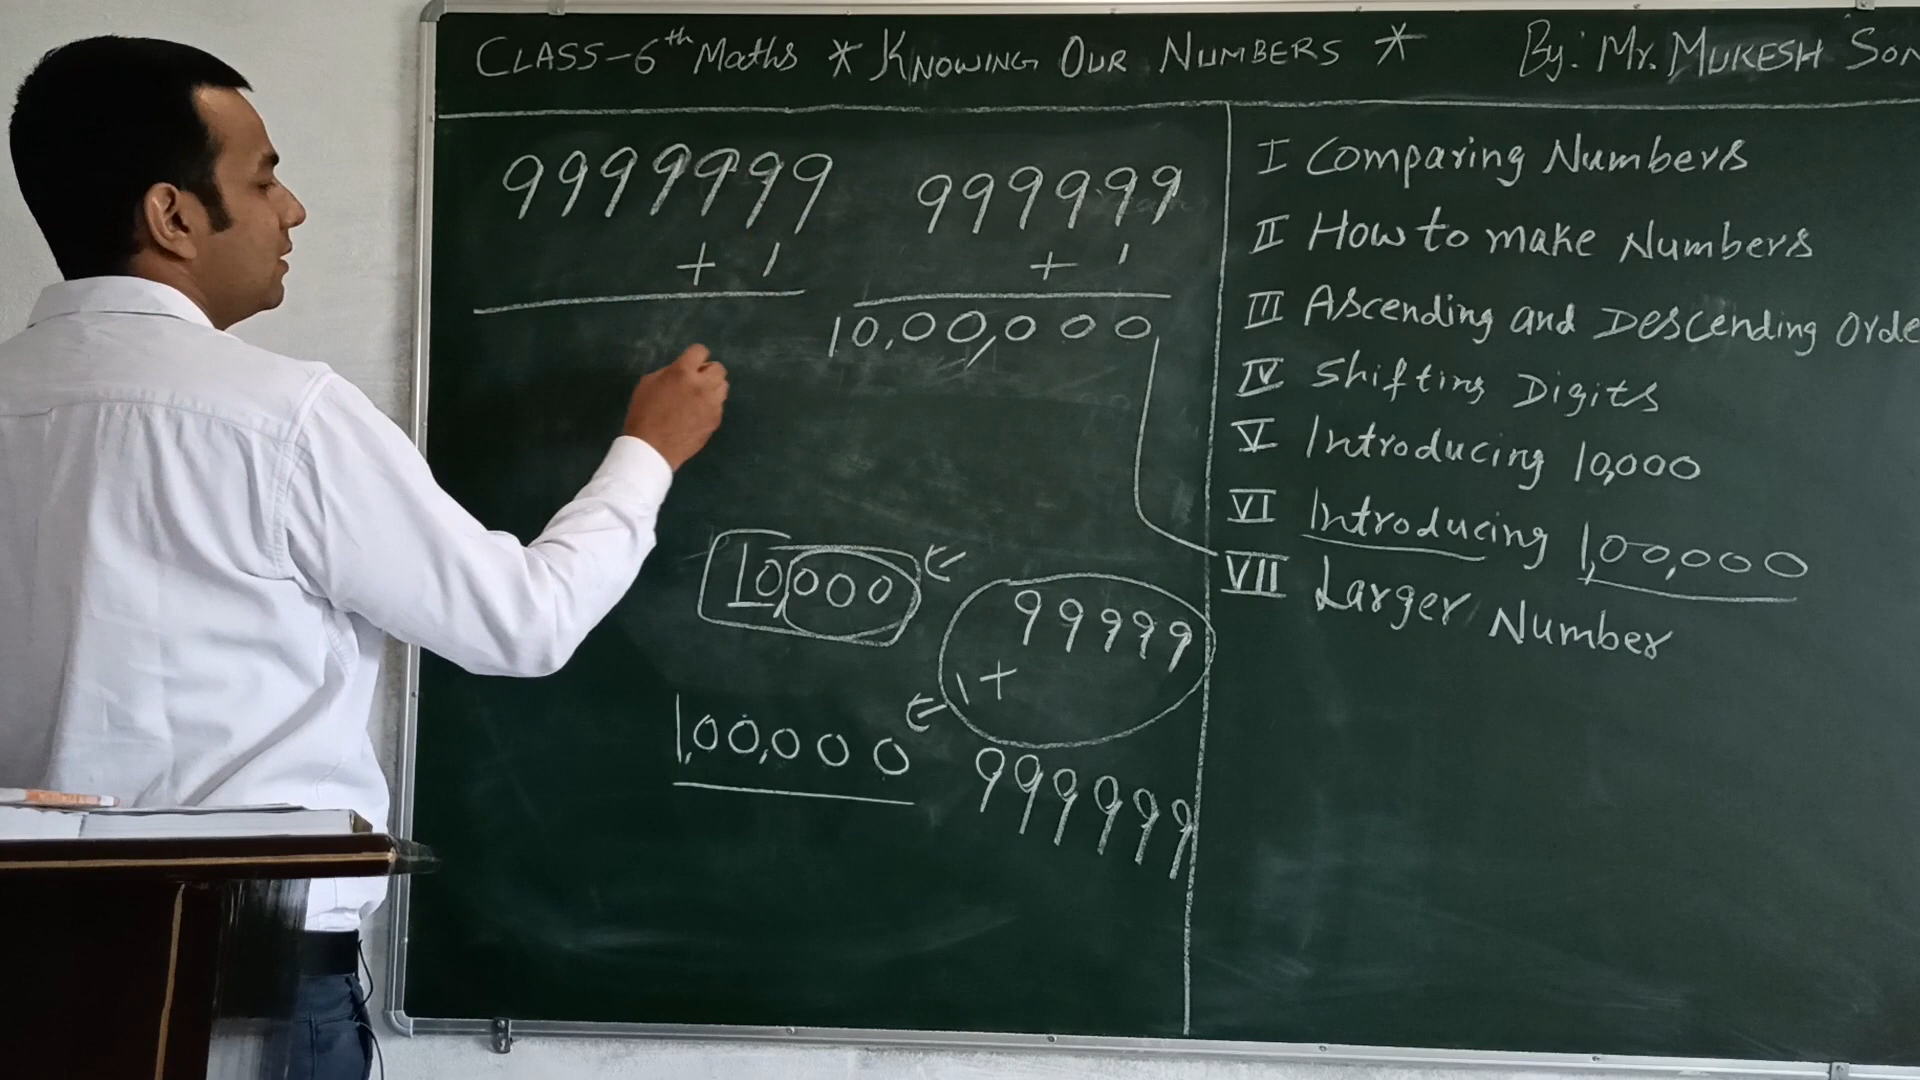 CLASS-6th Maths * KNOWING OUR NUMBERS * By: Mr. MUKESH SON
9999999
+ 1
999999
+ 1
10,00,000
10,000
99999
1 +
1,00,000
999999
I Comparing Numbers
II How to make Numbers
III Ascending and Descending Orde
IV Shifting Digits
V Introducing 10,000
VI Introducing 1,00,000
VII Larger Number